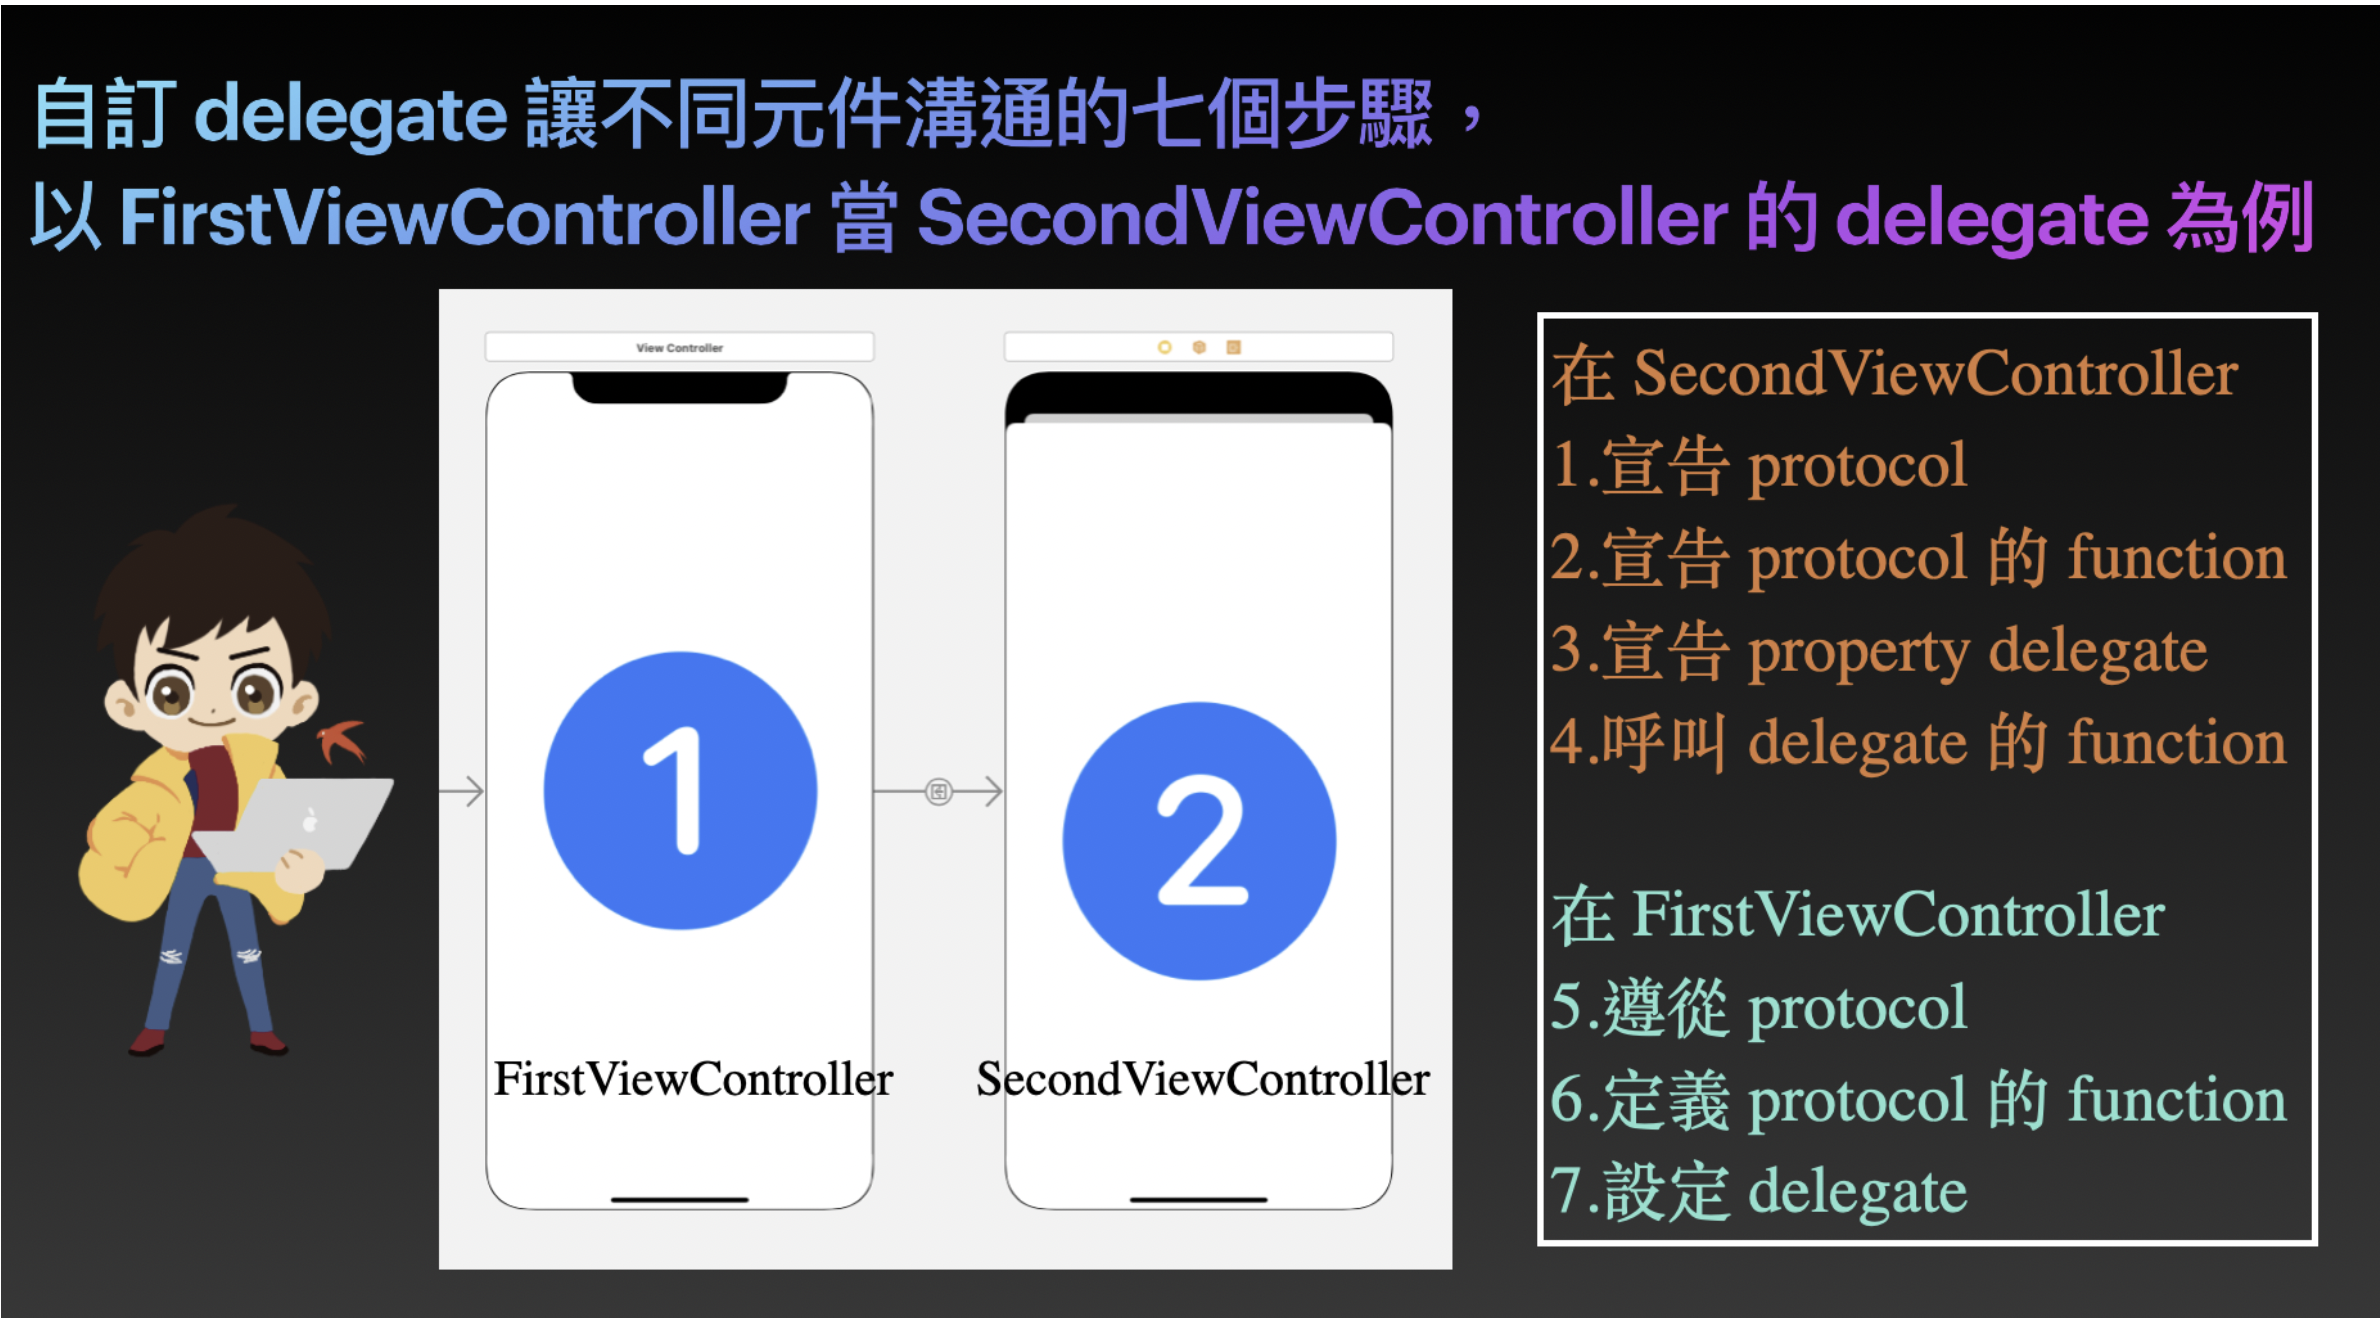 自訂 delegate 讓不同元件溝通的七個步驟，
以 FirstViewController 當 SecondViewController 的 delegate 為例
View Controller
1
FirstViewController
2
SecondViewController
在 SecondViewController
1.宣告 protocol
2.宣告 protocol 的 function
3.宣告 property delegate
4.呼叫 delegate 的 function
在 FirstViewController
5.遵從 protocol
6.定義 protocol 的 function
7.設定 delegate